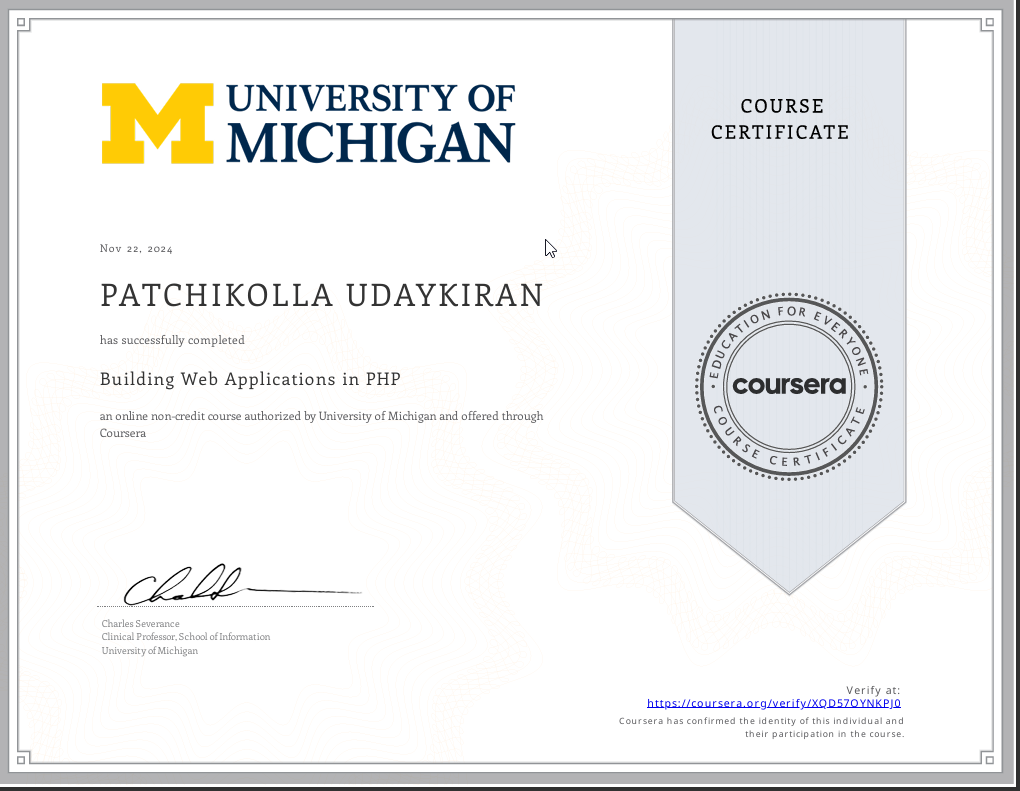 UNIVERSITY OF
MICHIGAN
COURSE
CERTIFICATE
Nov 22, 2024
PATCHIKOLLA UDAYKIRAN
has successfully completed
Building Web Applications in PHP
an online non-credit course authorized by University of Michigan and offered through
Coursera
EDUCATION FOR EVERYONE
coursera
COURSE CERTIFICATE
Charles Severance
Clinical Professor, School of Information
University of Michigan
Verify at:
https://coursera.org/verify/XQD57OYNKPJ0
Coursera has confirmed the identity of this individual and
their participation in the course.